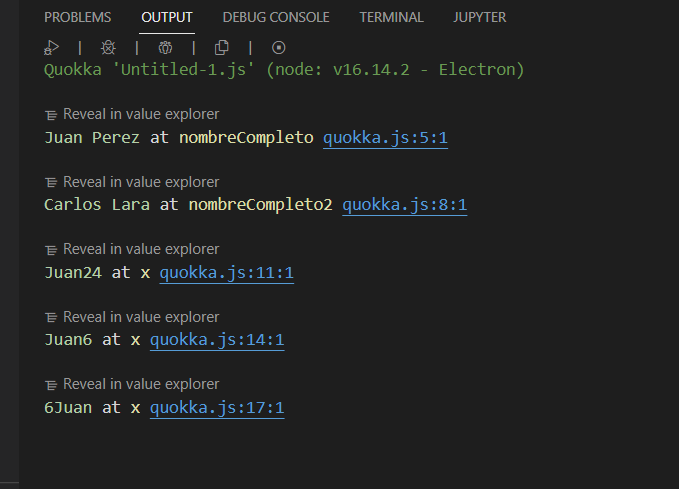 PROBLEMS OUTPUT DEBUG CONSOLE TERMINAL JUPYTER
Quokka 'Untitled-1.js' (node: v16.14.2 - Electron)
Reveal in value explorer
Juan Perez at nombreCompleto quokka.js:5:1
Reveal in value explorer
Carlos Lara at nombreCompleto2 quokka.js:8:1
Reveal in value explorer
Juan24 at x quokka.js:11:1
Reveal in value explorer
Juan6 at x quokka.js:14:1
Reveal in value explorer
6Juan at x quokka.js:17:1